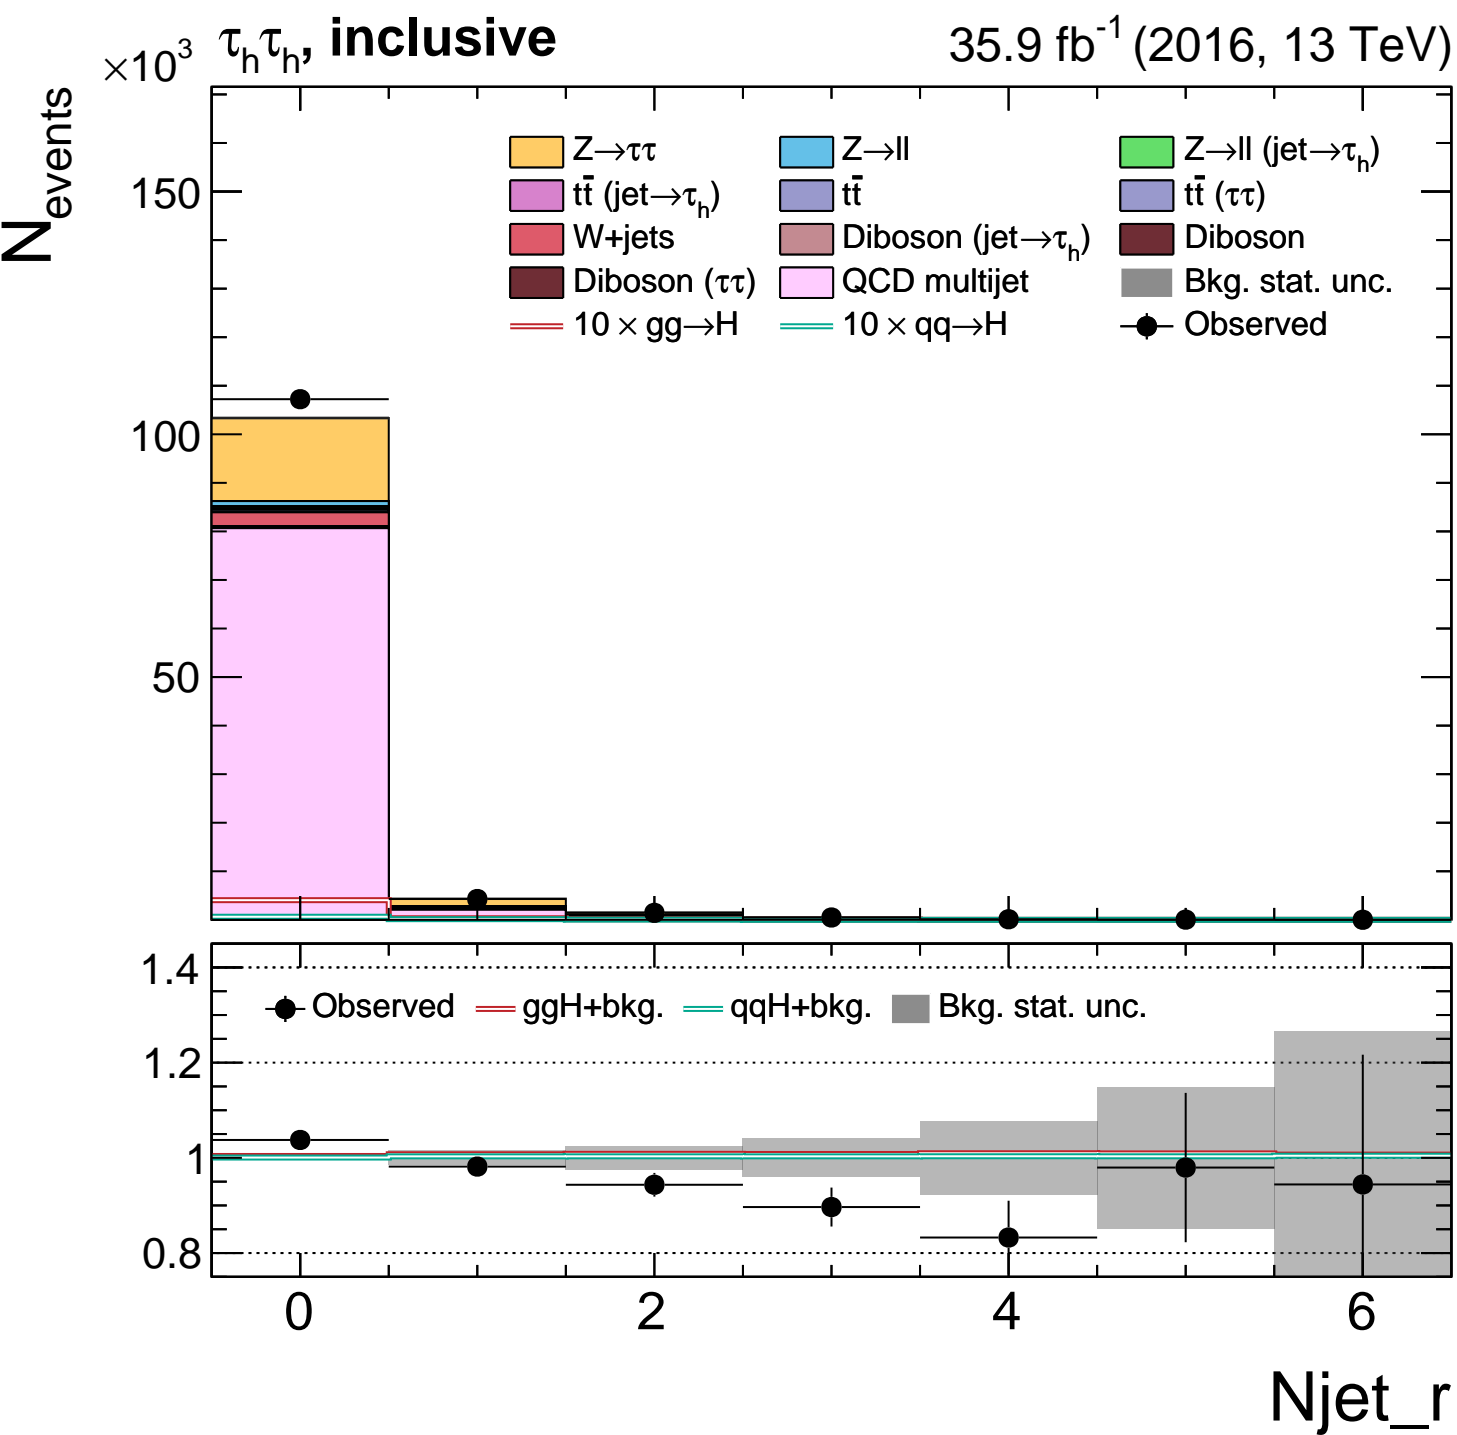 ×10³ τₕτₕ, inclusive 35.9 fb⁻¹ (2016, 13 TeV)
N_events
Z→ττ Z→ll Z→ll (jet→τₕ)
150 tt̄ (jet→τₕ) tt̄ tt̄ (ττ)
W+jets Diboson (jet→τₕ) Diboson
Diboson (ττ) QCD multijet Bkg. stat. unc.
10 × gg→H 10 × qq→H Observed
100
50
1.4
Observed ggH+bkg. qqH+bkg. Bkg. stat. unc.
1.2
1
0.8
0 2 4 6
Njet_r